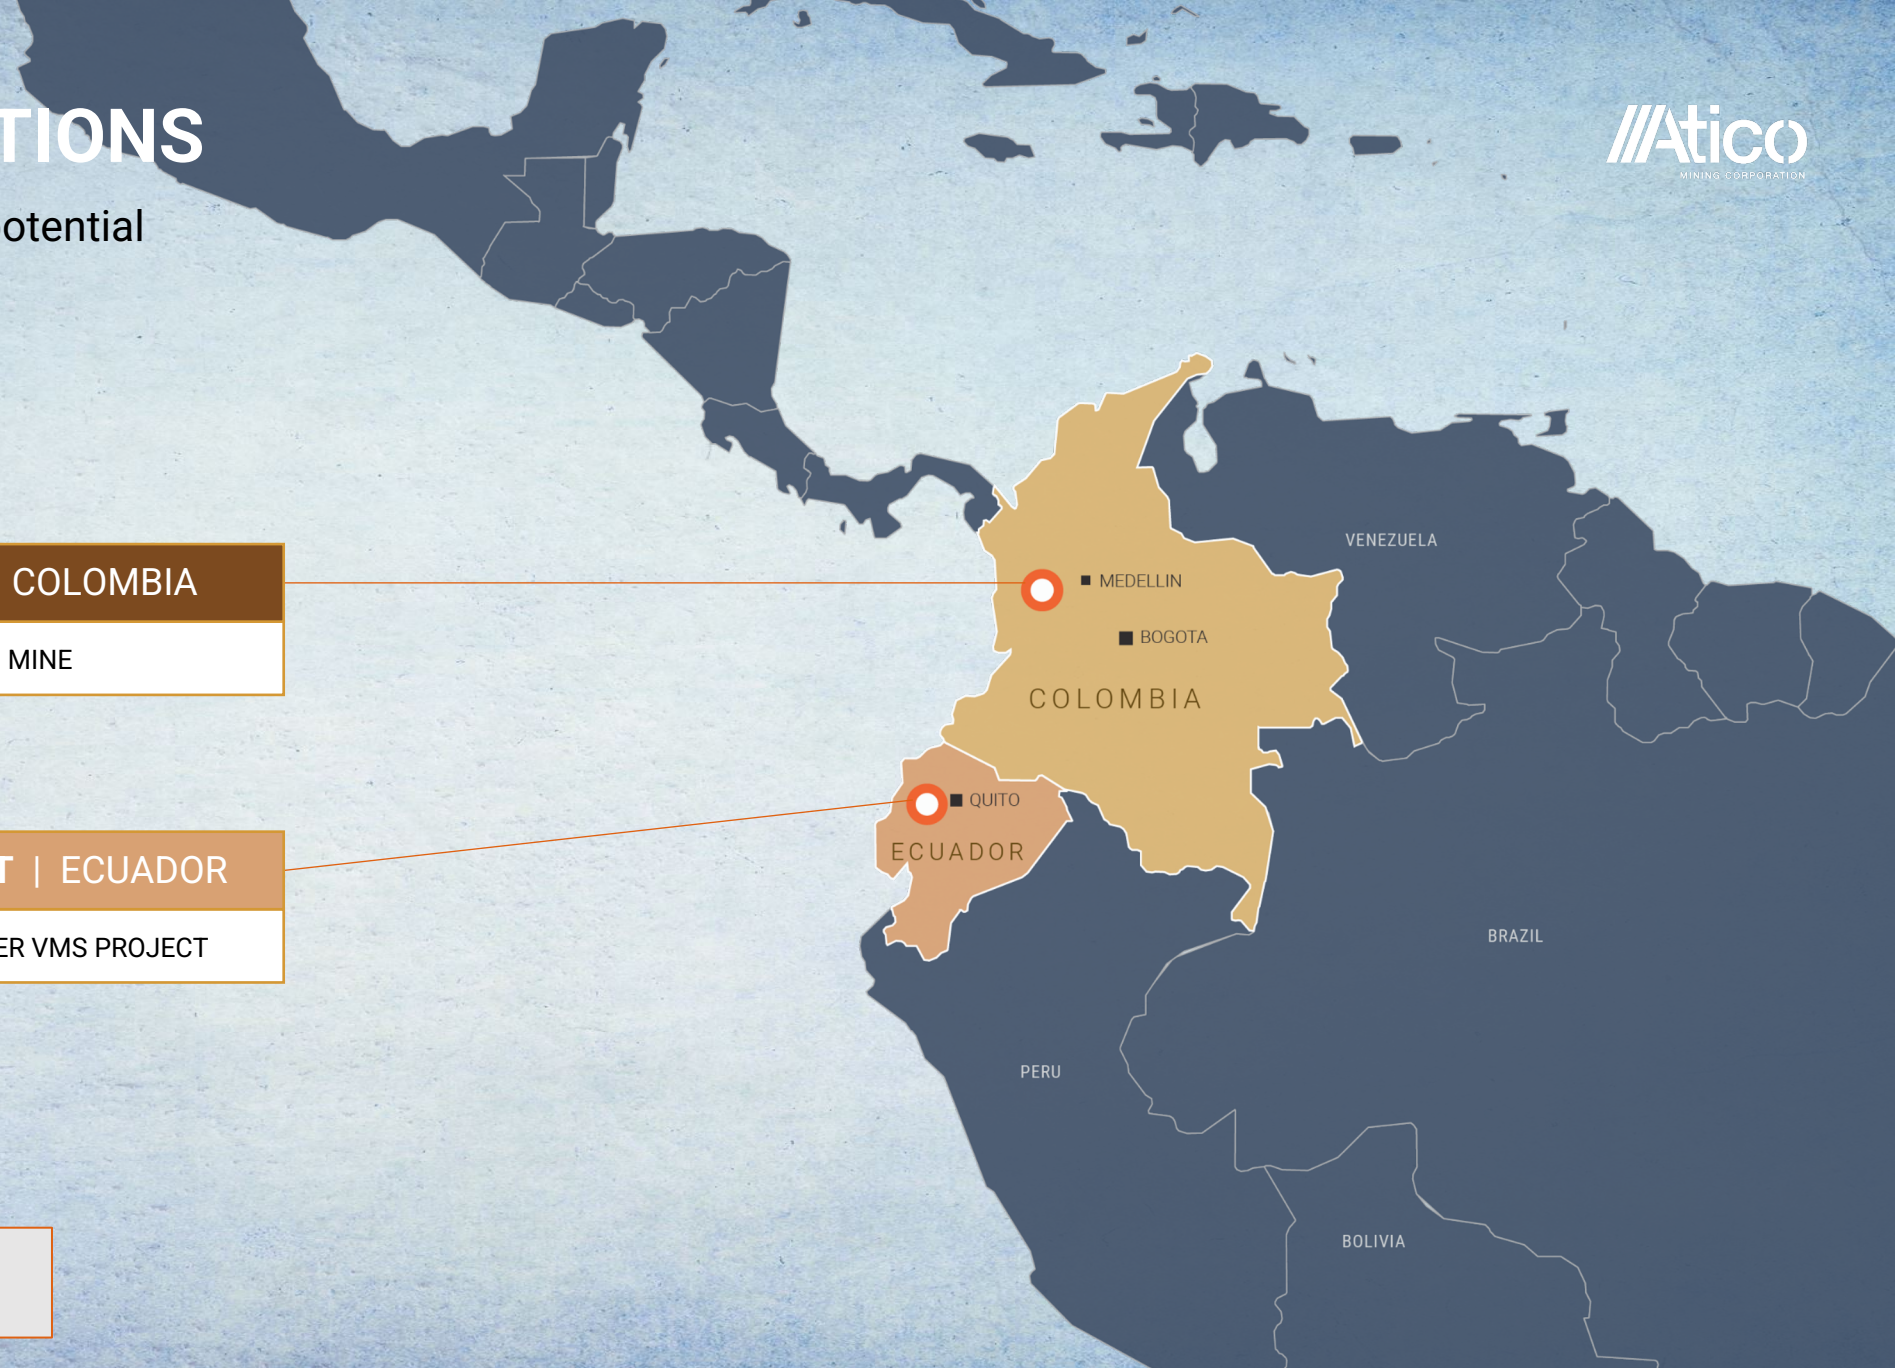 TIONS
otential
Atico
MINING CORPORATION
COLOMBIA
MINE
T | ECUADOR
ER VMS PROJECT
MEDELLIN
BOGOTA
COLOMBIA
QUITO
ECUADOR
VENEZUELA
BRAZIL
PERU
BOLIVIA